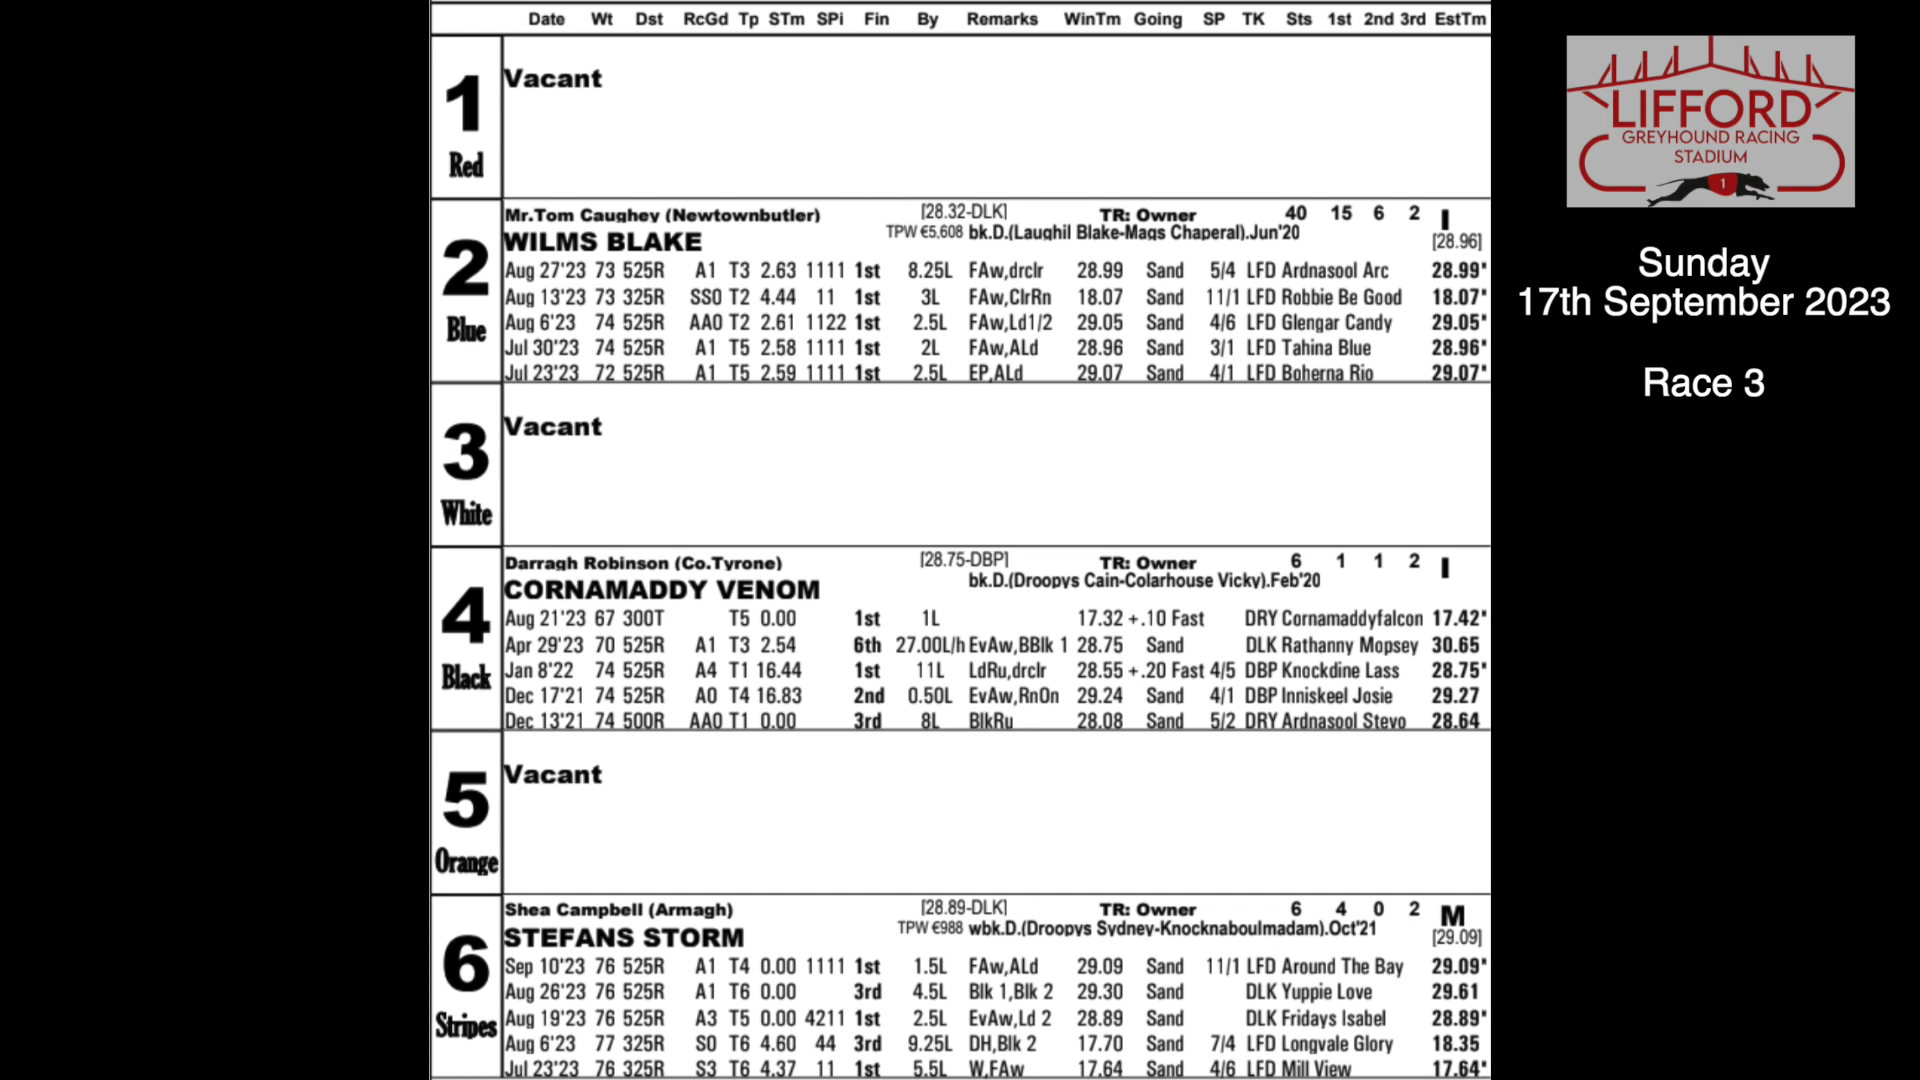 Date Wt Dst RcGd Tp STm SPi Fin By Remarks WinTm Going SP TK Sts 1st 2nd 3rd EstTm
1
Red
Vacant
2
Blue
Mr.Tom Caughey (Newtownbutler) [28.32-DLK] TR: Owner 40 15 6 2 I
WILMS BLAKE TPW €5,608 bk.D.(Laughil Blake-Mags Chaperal).Jun'20 [28.96]
Aug 27'23 73 525R A1 T3 2.63 1111 1st 8.25L FAw,drclr 28.99 Sand 5/4 LFD Ardnasool Arc 28.99*
Aug 13'23 73 325R SS0 T2 4.44 11 1st 3L FAw,ClrRn 18.07 Sand 11/1 LFD Robbie Be Good 18.07*
Aug 6'23 74 525R AA0 T2 2.61 1122 1st 2.5L FAw,Ld1/2 29.05 Sand 4/6 LFD Glengar Candy 29.05*
Jul 30'23 74 525R A1 T5 2.58 1111 1st 2L FAw,ALd 28.96 Sand 3/1 LFD Tahina Blue 28.96*
Jul 23'23 72 525R A1 T5 2.59 1111 1st 2.5L EP,ALd 29.07 Sand 4/1 LFD Boherna Rio 29.07*
3
White
Vacant
4
Black
Darragh Robinson (Co.Tyrone) [28.75-DBP] TR: Owner 6 1 1 2 I
CORNAMADDY VENOM bk.D.(Droopys Cain-Colarhouse Vicky).Feb'20
Aug 21'23 67 300T T5 0.00 1st 1L 17.32 +.10 Fast DRY Cornamaddyfalcon 17.42*
Apr 29'23 70 525R A1 T3 2.54 6th 27.00L/h EvAw,BBlk 1 28.75 Sand DLK Rathanny Mopsey 30.65
Jan 8'22 74 525R A4 T1 16.44 1st 11L LdRu,drclr 28.55 +.20 Fast 4/5 DBP Knockdine Lass 28.75*
Dec 17'21 74 525R A0 T4 16.83 2nd 0.50L EvAw,RnOn 29.24 Sand 4/1 DBP Inniskeel Josie 29.27
Dec 13'21 74 500R AA0 T1 0.00 3rd 8L BlkRu 28.08 Sand 5/2 DRY Ardnasool Stevo 28.64
5
Orange
Vacant
6
Stripes
Shea Campbell (Armagh) [28.89-DLK] TR: Owner 6 4 0 2 M
STEFANS STORM TPW €988 wbk.D.(Droopys Sydney-Knocknaboulmadam).Oct'21 [29.09]
Sep 10'23 76 525R A1 T4 0.00 1111 1st 1.5L FAw,ALd 29.09 Sand 11/1 LFD Around The Bay 29.09*
Aug 26'23 76 525R A1 T6 0.00 3rd 4.5L Blk 1,Blk 2 29.30 Sand DLK Yuppie Love 29.61
Aug 19'23 76 525R A3 T5 0.00 4211 1st 2.5L EvAw,Ld 2 28.89 Sand DLK Fridays Isabel 28.89*
Aug 6'23 77 325R S0 T6 4.60 44 3rd 9.25L DH,Blk 2 17.70 Sand 7/4 LFD Longvale Glory 18.35
Jul 23'23 76 325R S3 T6 4.37 11 1st 5.5L W,FAw 17.64 Sand 4/6 LFD Mill View 17.64*
LIFFORD
GREYHOUND RACING
STADIUM
1
Sunday
17th September 2023
Race 3